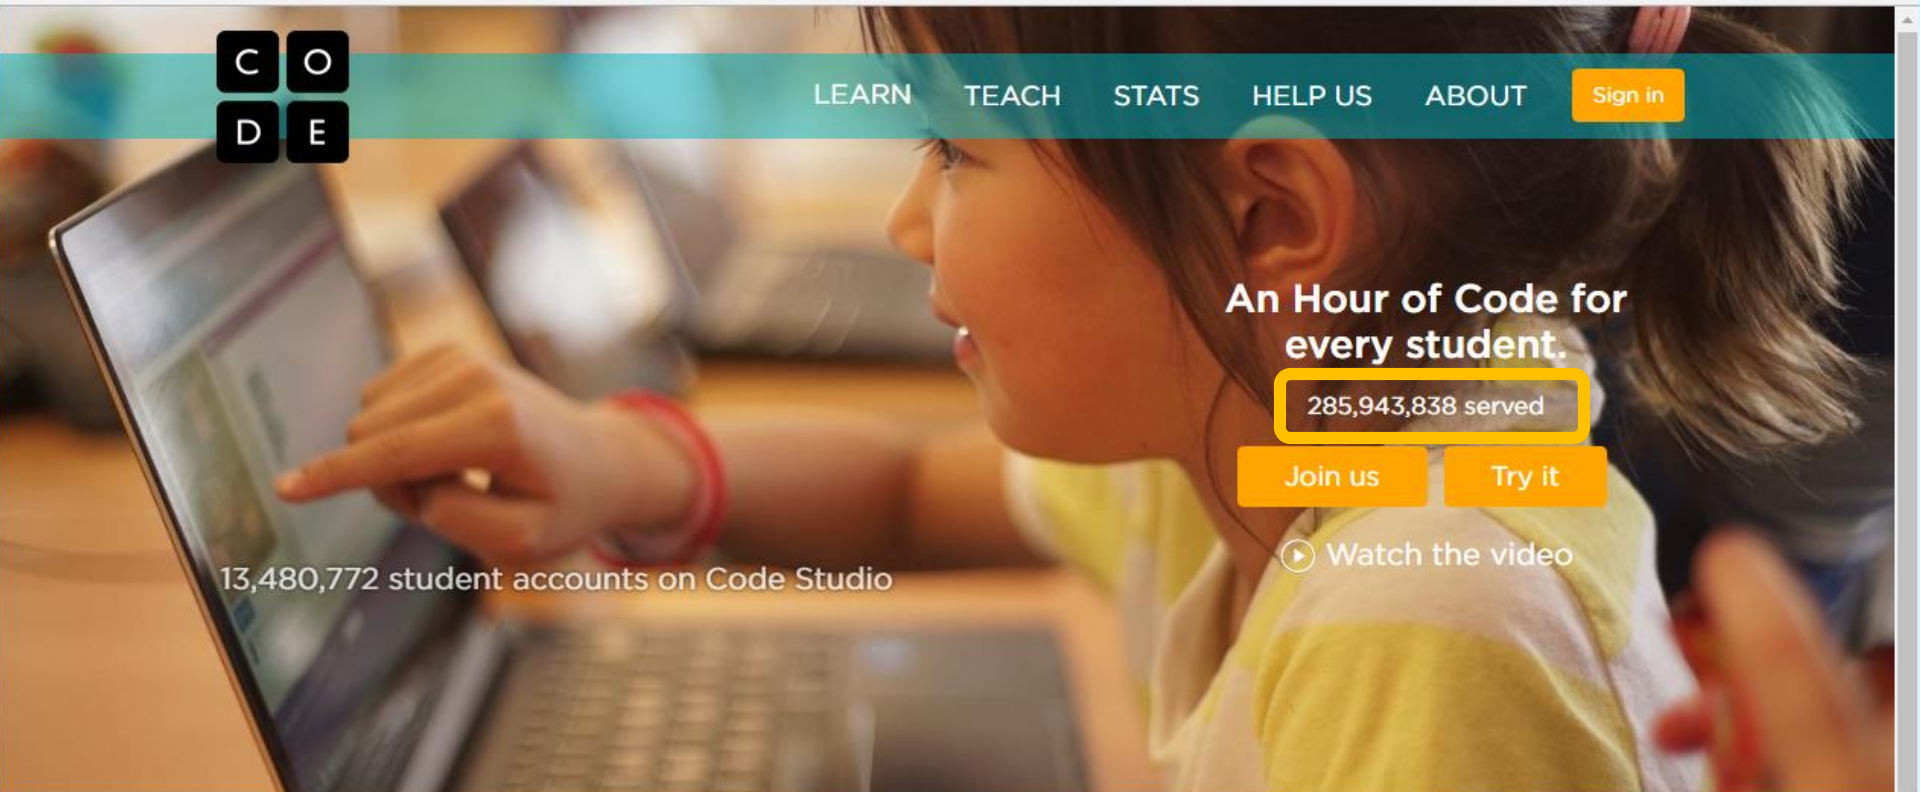 C O
D E
LEARN TEACH STATS HELP US ABOUT Sign in
An Hour of Code for
every student.
285,943,838 served
Join us Try it
Watch the video
13,480,772 student accounts on Code Studio